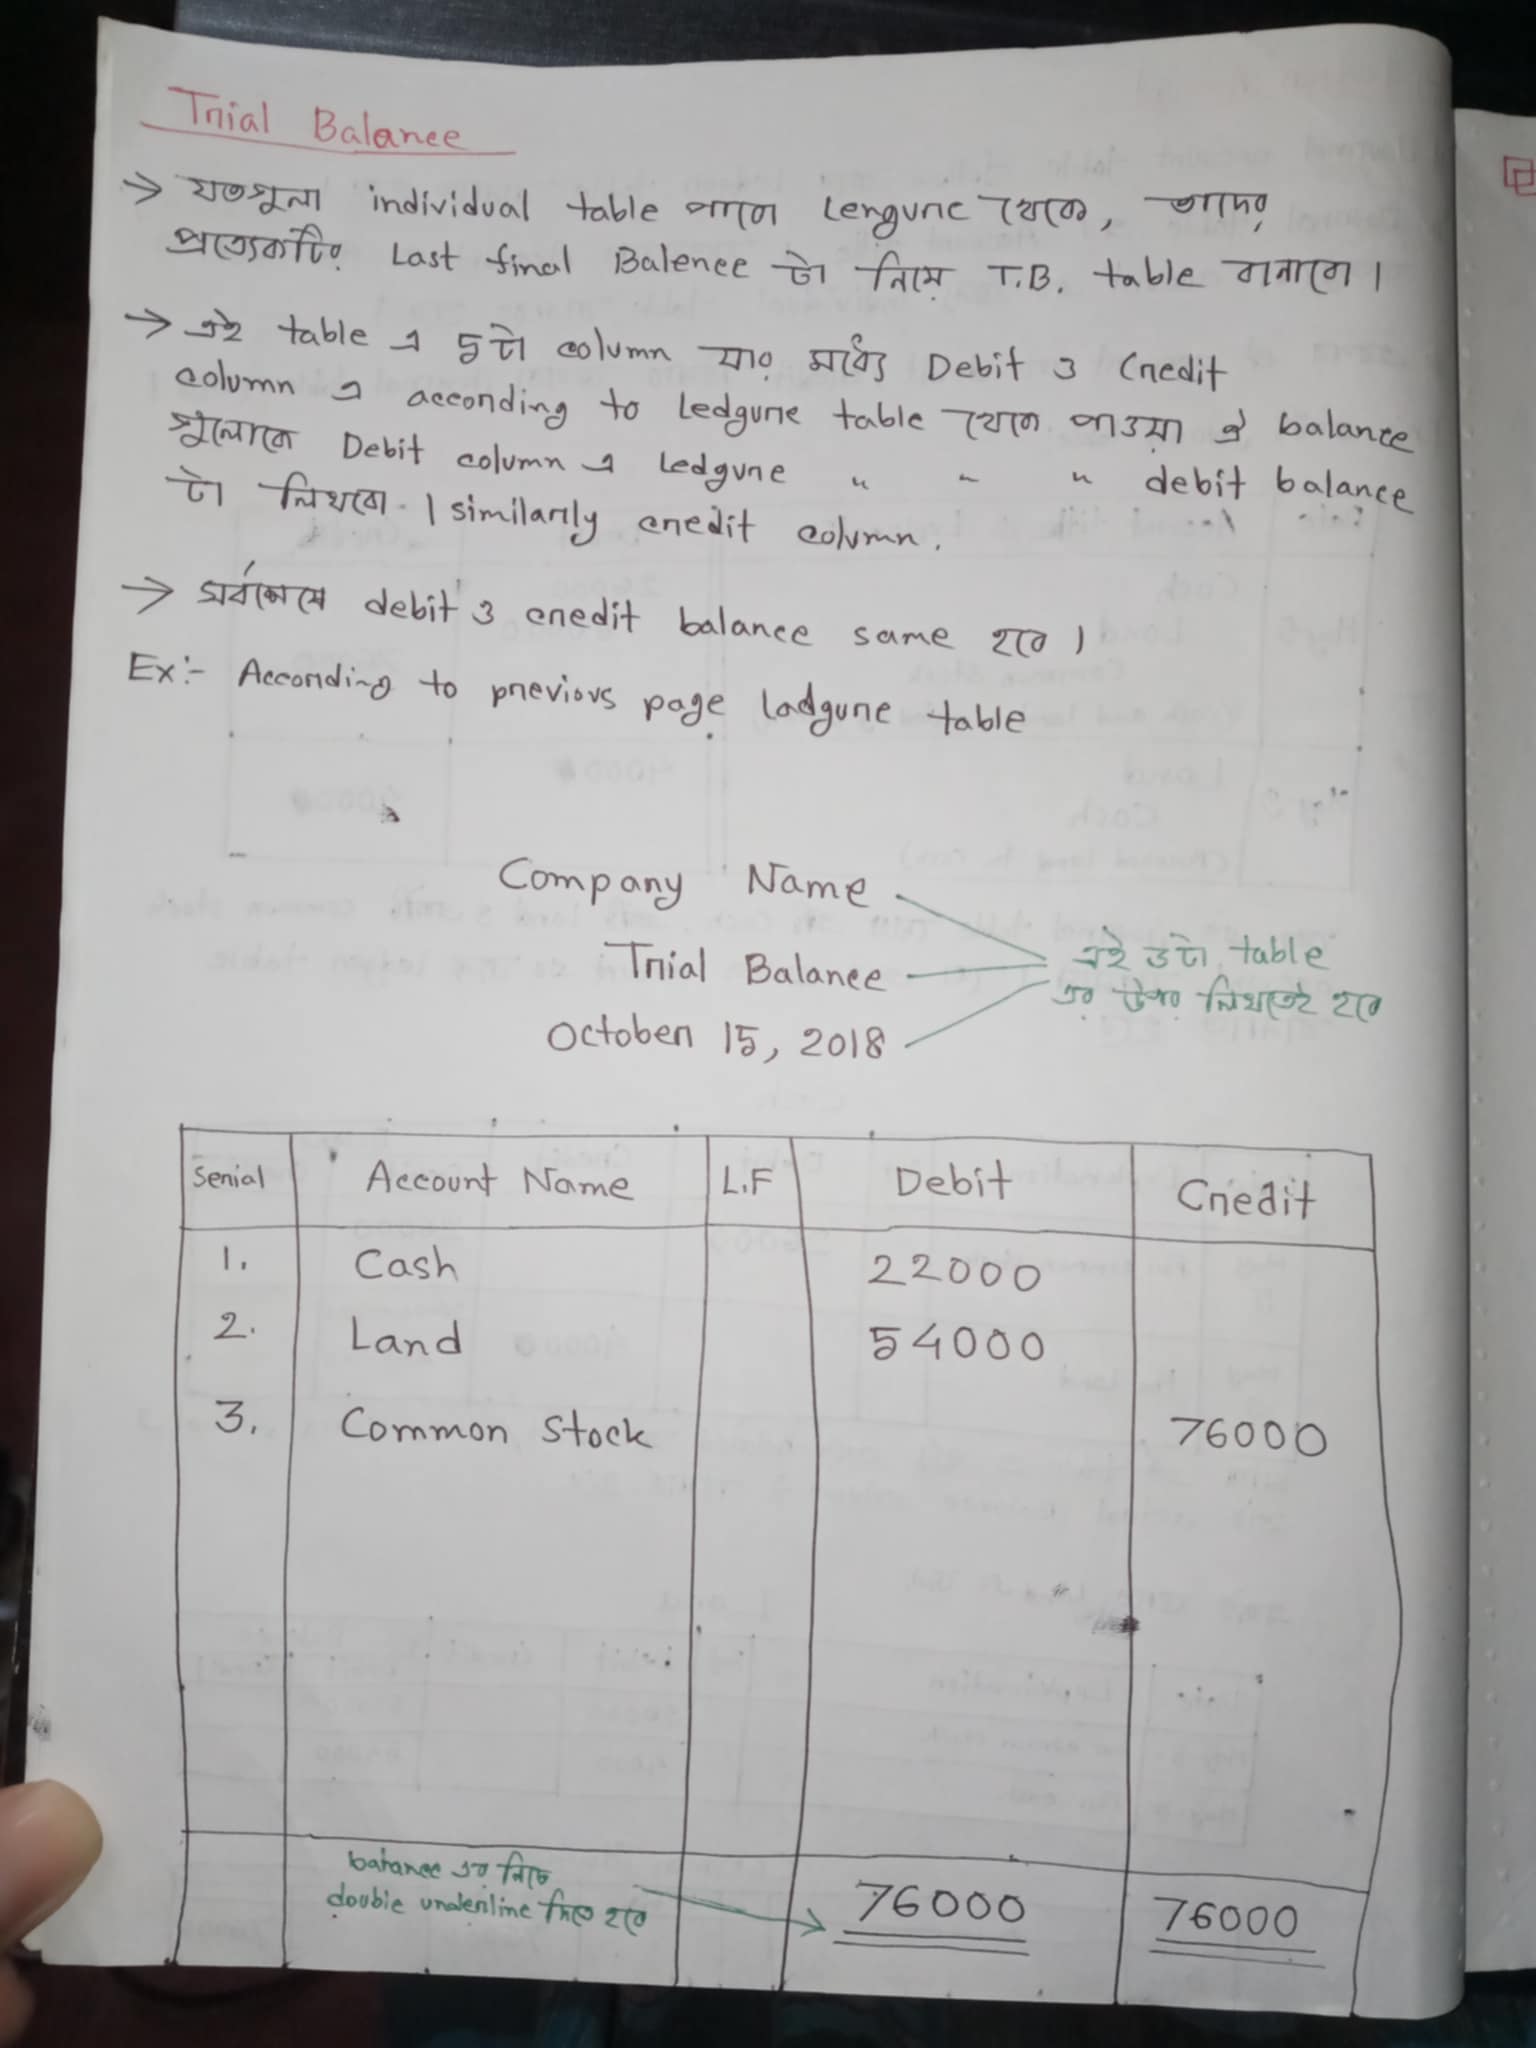 Trial Balance
→ যতগুলা individual table পাবো Lengure থেকে, তাদের
প্রত্যেকটির Last final Balence টা নিয়ে T.B. table বানাবো।
→ এই table এ ৫টা column যার মধ্যে Debit ও Credit
column এ according to Ledgure table থেকে পাওয়া ঐ balance
গুলোকে Debit column এ Ledgure " " " debit balance
টা লিখবো। similarly credit column.
→ সর্বশেষে debit ও credit balance same হবে।
Ex:- According to previous page Ladgure table
Company Name
Trial Balance
October 15, 2018
এই ৩টা table
এর উপর লিখতেই হবে
Serial Account Name L.F Debit Credit
1. Cash 22000
2. Land 54000
3. Common Stock 76000
balance এর নিচে
double underline দিতে হবে
76000 76000